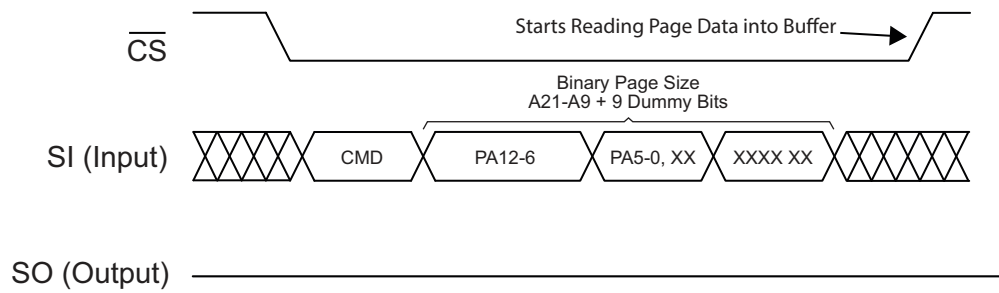 Starts Reading Page Data into Buffer
CS
Binary Page Size
A21-A9 + 9 Dummy Bits
SI (Input)
CMD
PA12-6
PA5-0, XX
XXXX XX
SO (Output)